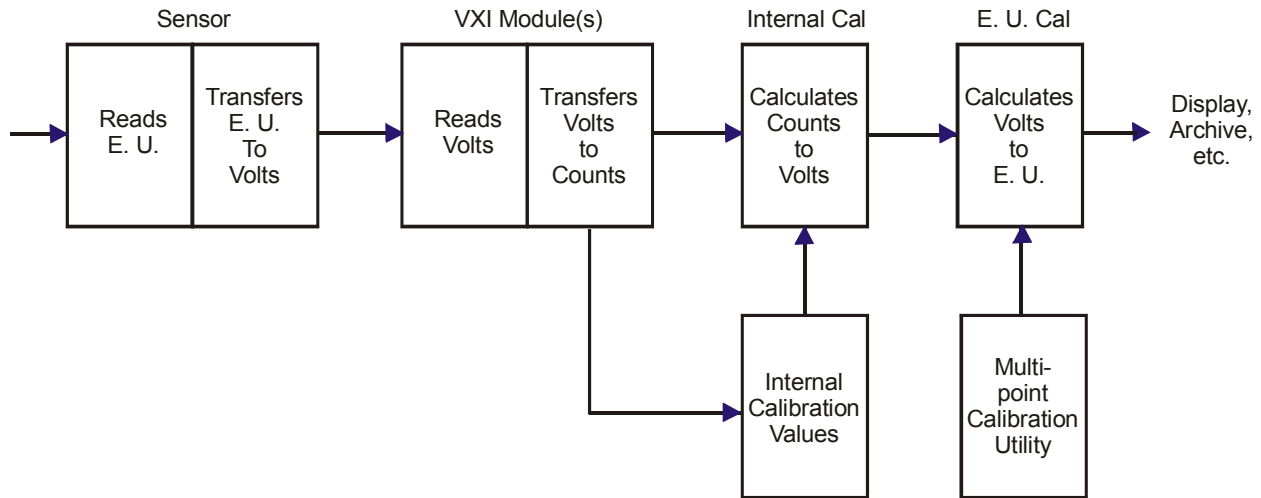 Sensor
VXI Module(s)
Internal Cal
E. U. Cal
Reads
E. U.
Transfers
E. U.
To
Volts
Reads
Volts
Transfers
Volts
to
Counts
Calculates
Counts
to
Volts
Calculates
Volts
to
E. U.
Display,
Archive,
etc.
Internal
Calibration
Values
Multi-
point
Calibration
Utility